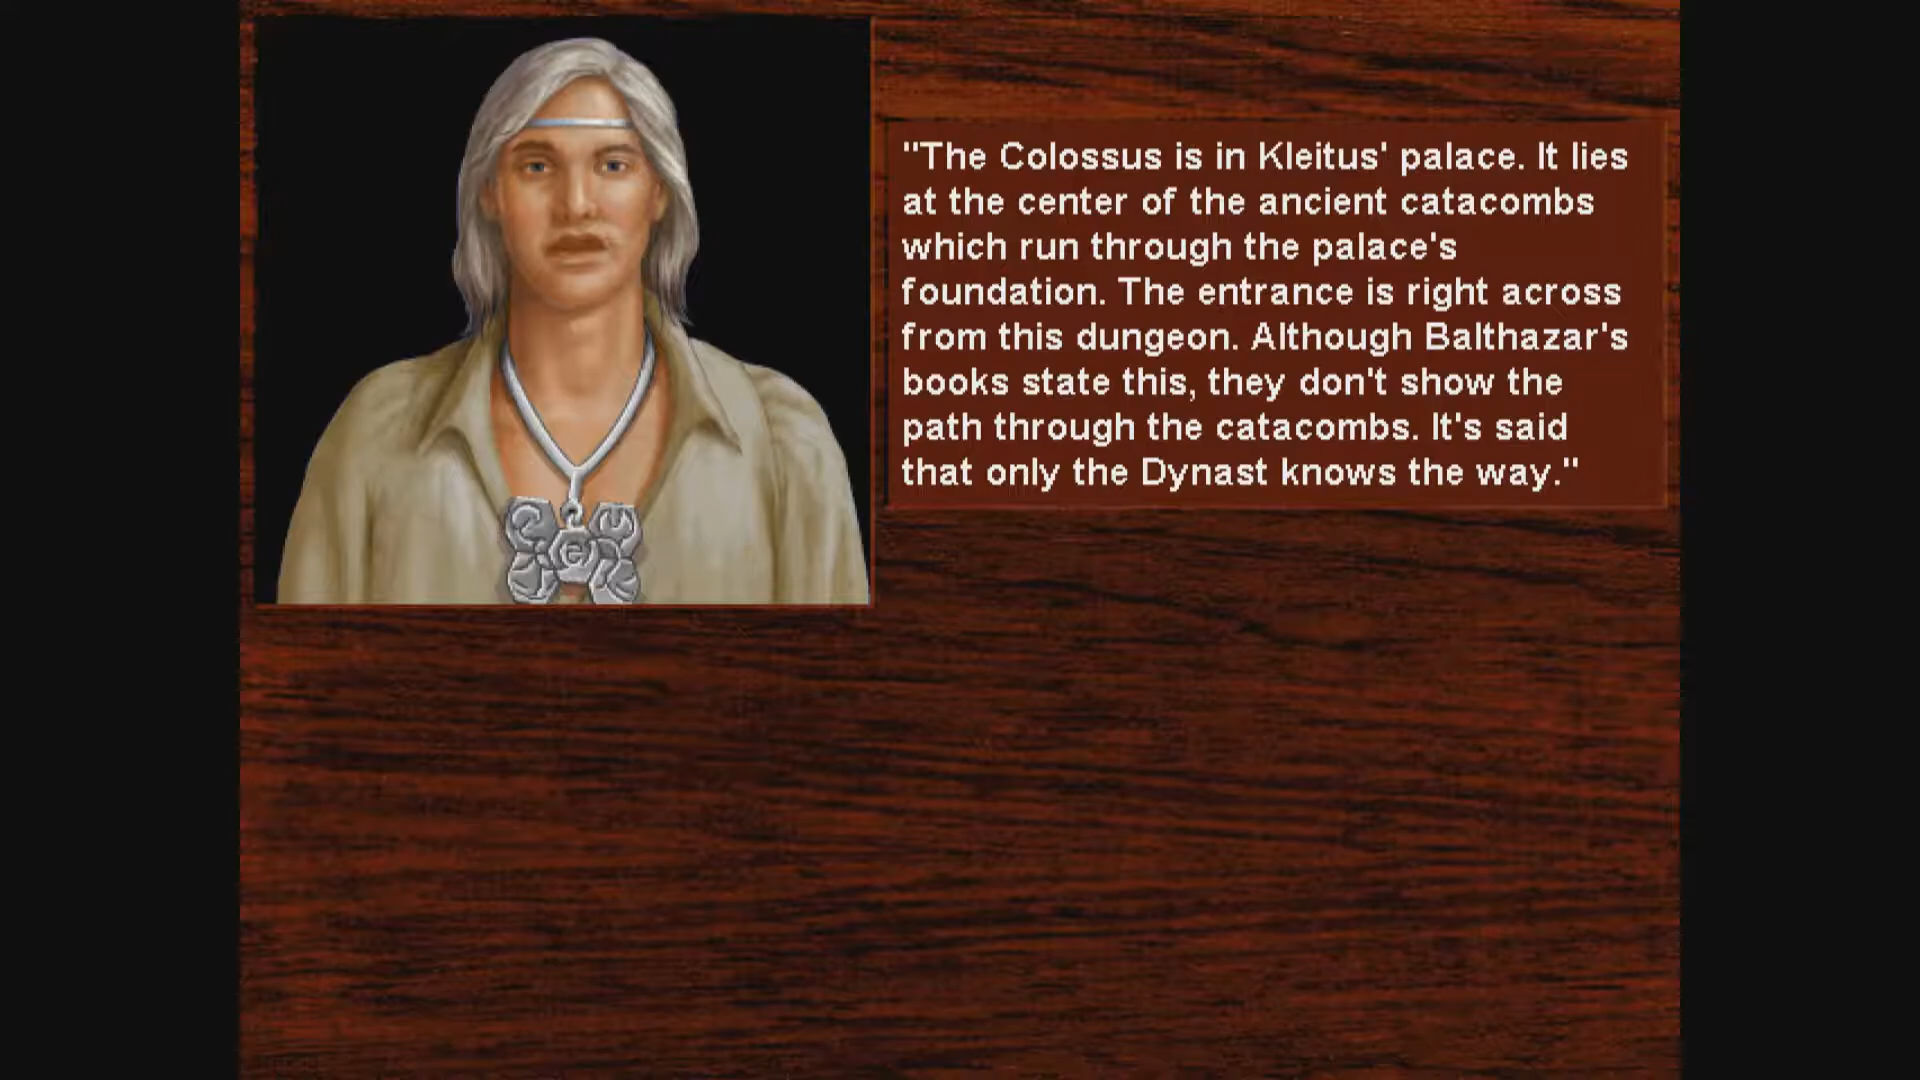 "The Colossus is in Kleitus' palace. It lies
at the center of the ancient catacombs
which run through the palace's
foundation. The entrance is right across
from this dungeon. Although Balthazar's
books state this, they don't show the
path through the catacombs. It's said
that only the Dynast knows the way."